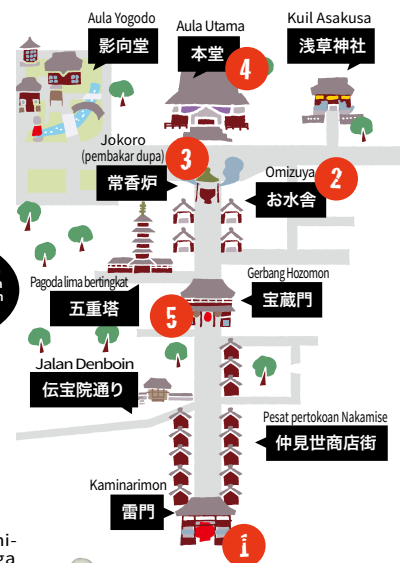 Aula Yogodo
影向堂
Aula Utama
本堂
4
Kuil Asakusa
浅草神社
Jokoro
(pembakar dupa)
常香炉
3
Omizuya
お水舎
2
Pagoda lima bertingkat
五重塔
5
Gerbang Hozomon
宝蔵門
Jalan Denboin
伝宝院通り
Pesat pertokoan Nakamise
仲見世商店街
Kaminarimon
雷門
1